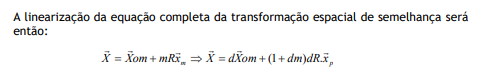 A linearização da equação completa da transformação espacial de semelhança será
então:
X⃗ = X⃗om + mRx⃗ₘ ⇒ X⃗ = dX⃗om + (1 + dm)dR.x⃗ₚ